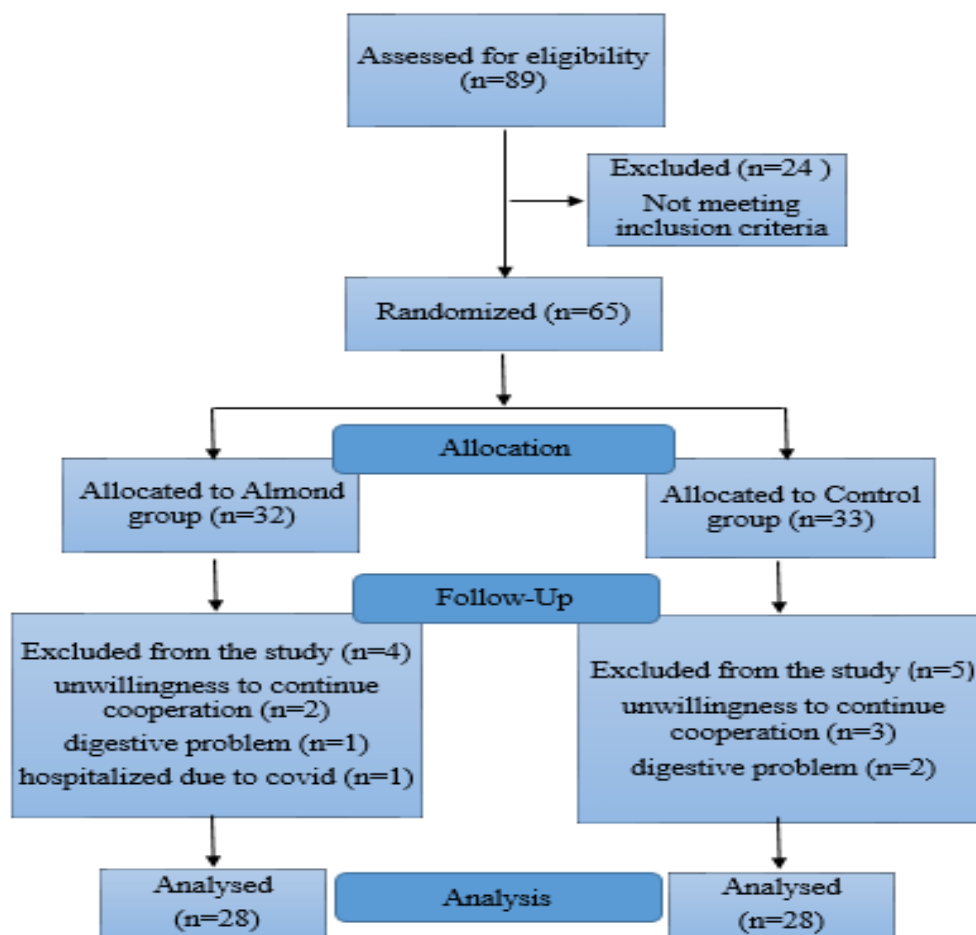 Assessed for eligibility
(n=89)
Excluded (n=24 )
Not meeting
inclusion criteria
Randomized (n=65)
Allocation
Allocated to Almond
group (n=32)
Allocated to Control
group (n=33)
Follow-Up
Excluded from the study (n=4)
unwillingness to continue
cooperation (n=2)
digestive problem (n=1)
hospitalized due to covid (n=1)
Excluded from the study (n=5)
unwillingness to continue
cooperation (n=3)
digestive problem (n=2)
Analysed
(n=28)
Analysis
Analysed
(n=28)